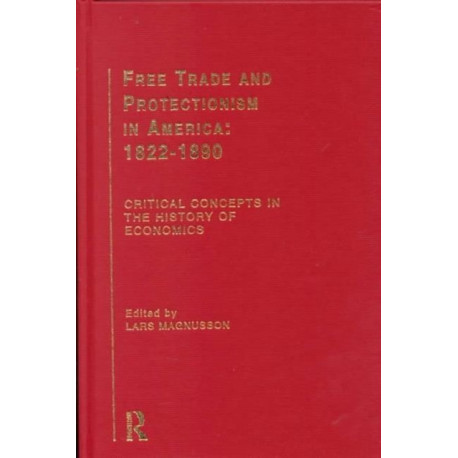 FREE TRADE AND
PROTECTIONISM
IN AMERICA:
1822-1890
CRITICAL CONCEPTS IN
THE HISTORY OF
ECONOMICS
Edited by
LARS MAGNUSSON
R